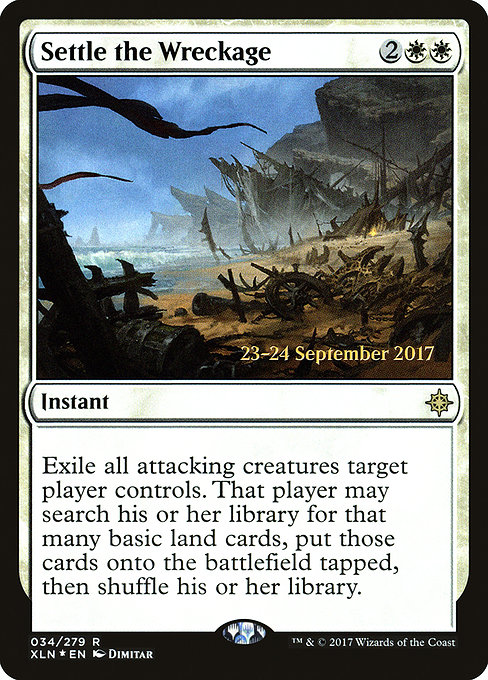 Settle the Wreckage 2
23–24 September 2017
Instant
Exile all attacking creatures target
player controls. That player may
search his or her library for that
many basic land cards, put those
cards onto the battlefield tapped,
then shuffle his or her library.
034/279 R
XLN ★ EN Dimitar
™ & © 2017 Wizards of the Coast